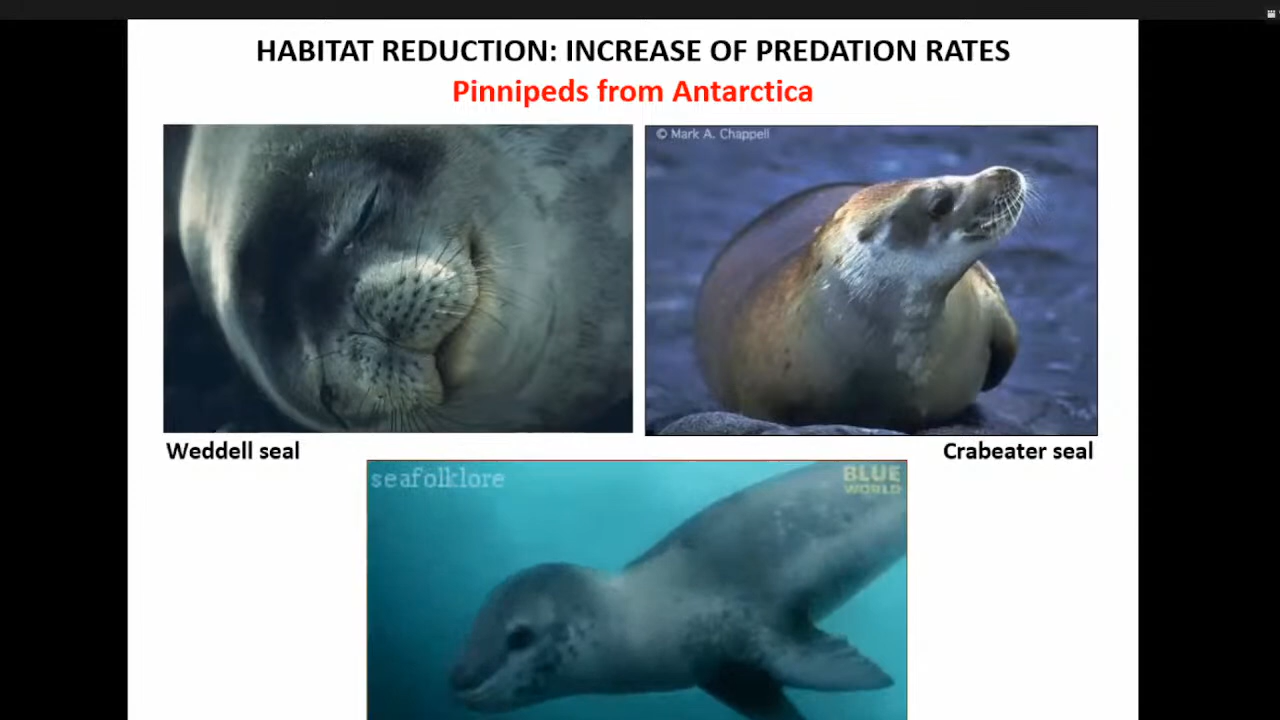 HABITAT REDUCTION: INCREASE OF PREDATION RATES
Pinnipeds from Antarctica
© Mark A. Chappell
Weddell seal
Crabeater seal
seafolklore
BLUE
WORLD